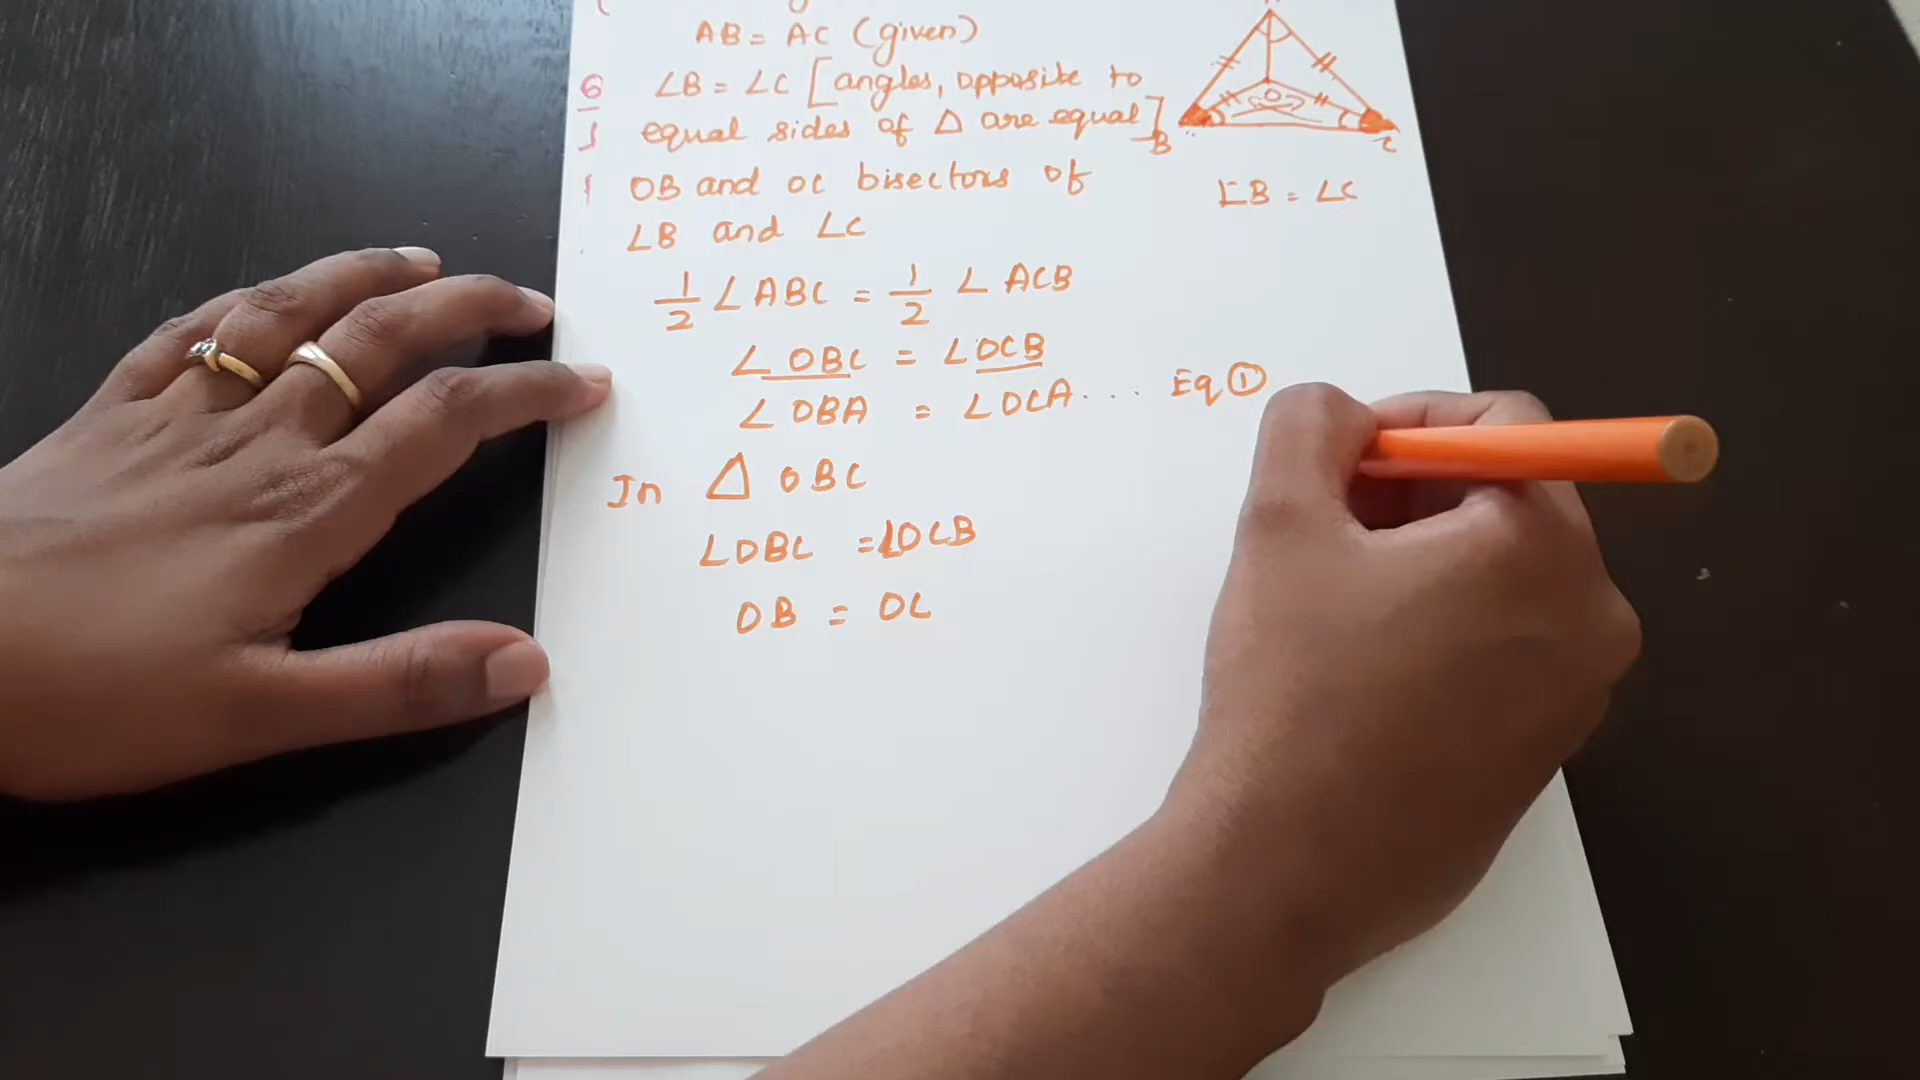 AB = AC (given)
∠B = ∠C [angles, opposite to
equal sides of Δ are equal]
B
C
O
OB and OC bisectors of
∠B = ∠C
∠B and ∠C
1/2 ∠ABC = 1/2 ∠ACB
∠OBC = ∠OCB
∠OBA = ∠OCA.... Eq ①
In Δ OBC
∠OBC = ∠OCB
OB = OC